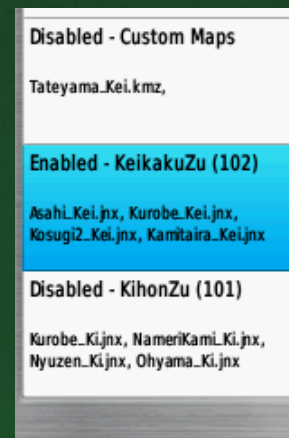 Disabled - Custom Maps
Tateyama_Kei.kmz,
Enabled - KeikakuZu (102)
Asahi_Kei.jnx, Kurobe_Kei.jnx,
Kosugi2_Kei.jnx, Kamitaira_Kei.jnx
Disabled - KihonZu (101)
Kurobe_Ki.jnx, NameriKami_Ki.jnx,
Nyuzen_Ki.jnx, Ohyama_Ki.jnx